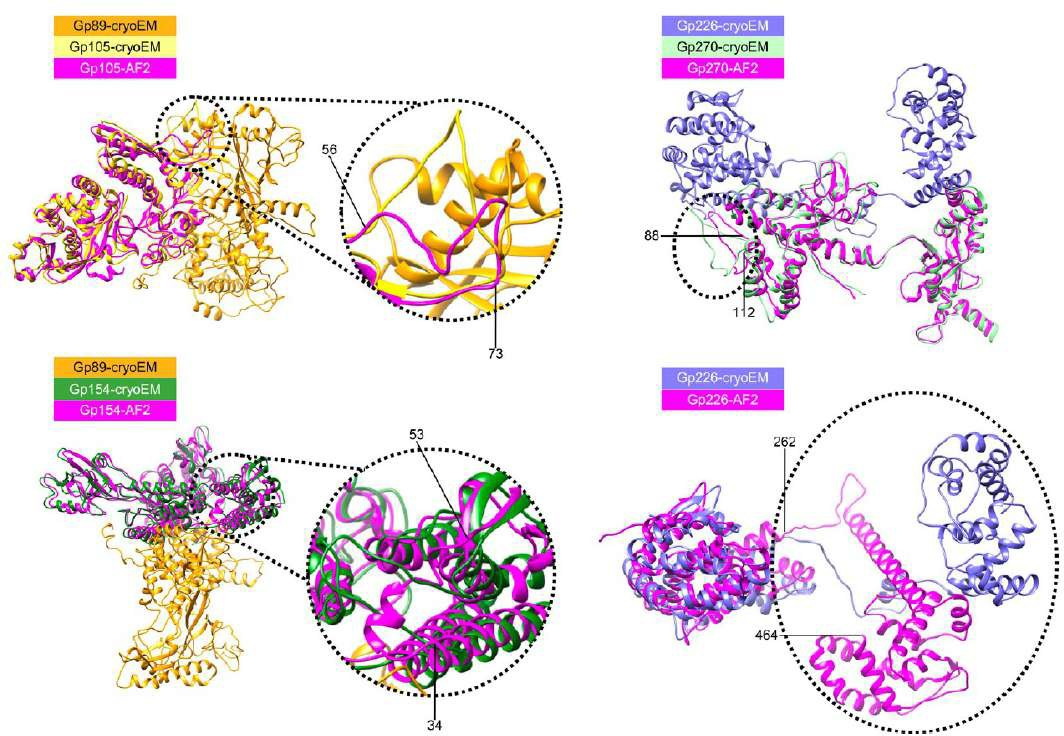 Gp89-cryoEM
Gp105-cryoEM
Gp105-AF2
56
73
Gp226-cryoEM
Gp270-cryoEM
Gp270-AF2
88
112
Gp89-cryoEM
Gp154-cryoEM
Gp154-AF2
53
34
Gp226-cryoEM
Gp226-AF2
262
464